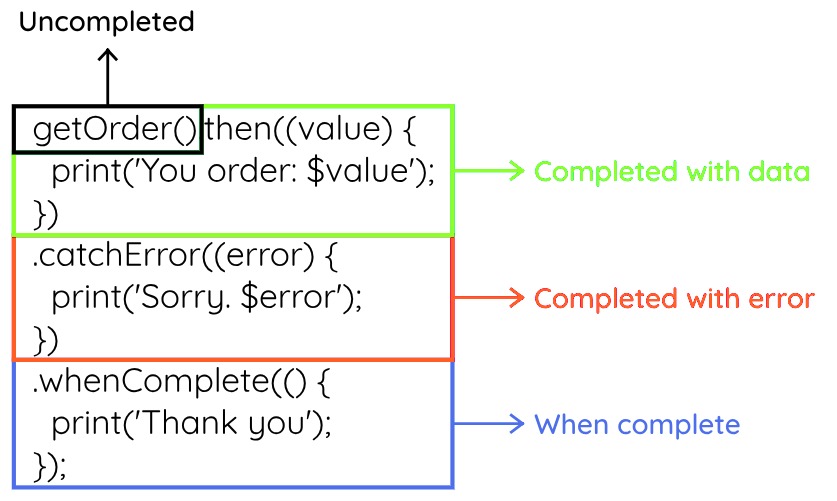 Uncompleted
getOrder() then((value) {
print('You order: $value');
})
Completed with data
.catchError((error) {
print('Sorry. $error');
})
Completed with error
.whenComplete(() {
print('Thank you');
});
When complete